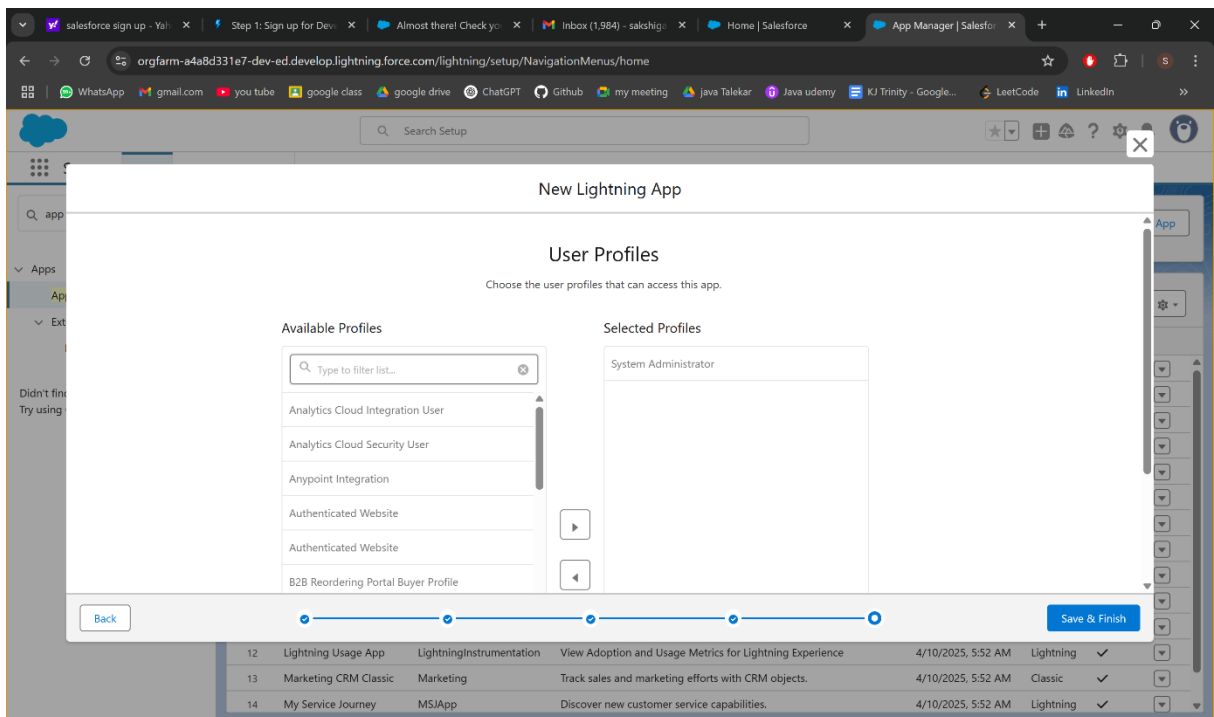 salesforce sign up - Yah
Step 1: Sign up for Dev
Almost there! Check yo
Inbox (1,984) - sakshiga
Home | Salesforce
App Manager | Salesfor
orgfarm-a4a8d331e7-dev-ed.develop.lightning.force.com/lightning/setup/NavigationMenus/home
S
WhatsApp
gmail.com
you tube
google class
google drive
ChatGPT
Github
my meeting
java Talekar
Java udemy
KJ Trinity - Google...
LeetCode
LinkedIn
Search Setup
New Lightning App
app
App
User Profiles
Choose the user profiles that can access this app.
Apps
Ap
Ext
Didn't find
Try using
Available Profiles
Selected Profiles
Type to filter list...
System Administrator
Analytics Cloud Integration User
Analytics Cloud Security User
Anypoint Integration
Authenticated Website
Authenticated Website
B2B Reordering Portal Buyer Profile
Back
Save & Finish
12 Lightning Usage App LightningInstrumentation View Adoption and Usage Metrics for Lightning Experience 4/10/2025, 5:52 AM Lightning
13 Marketing CRM Classic Marketing Track sales and marketing efforts with CRM objects. 4/10/2025, 5:52 AM Classic
14 My Service Journey MSJApp Discover new customer service capabilities. 4/10/2025, 5:52 AM Lightning